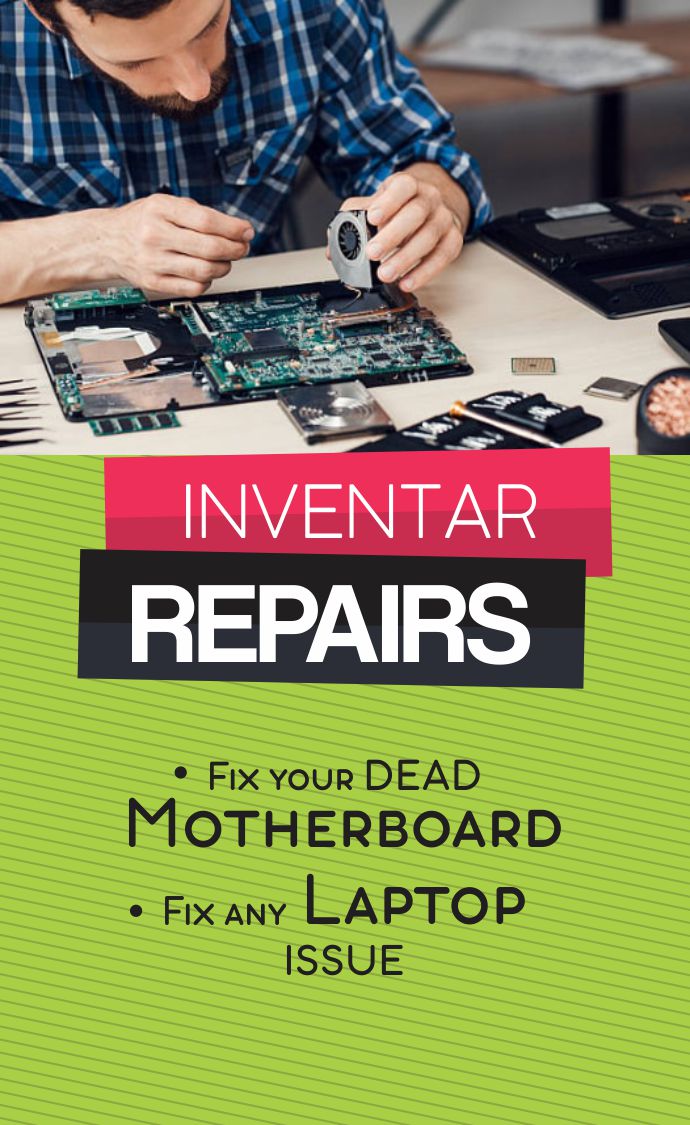 INVENTAR
REPAIRS
• Fix your DEAD
Motherboard
• Fix any Laptop
ISSUE